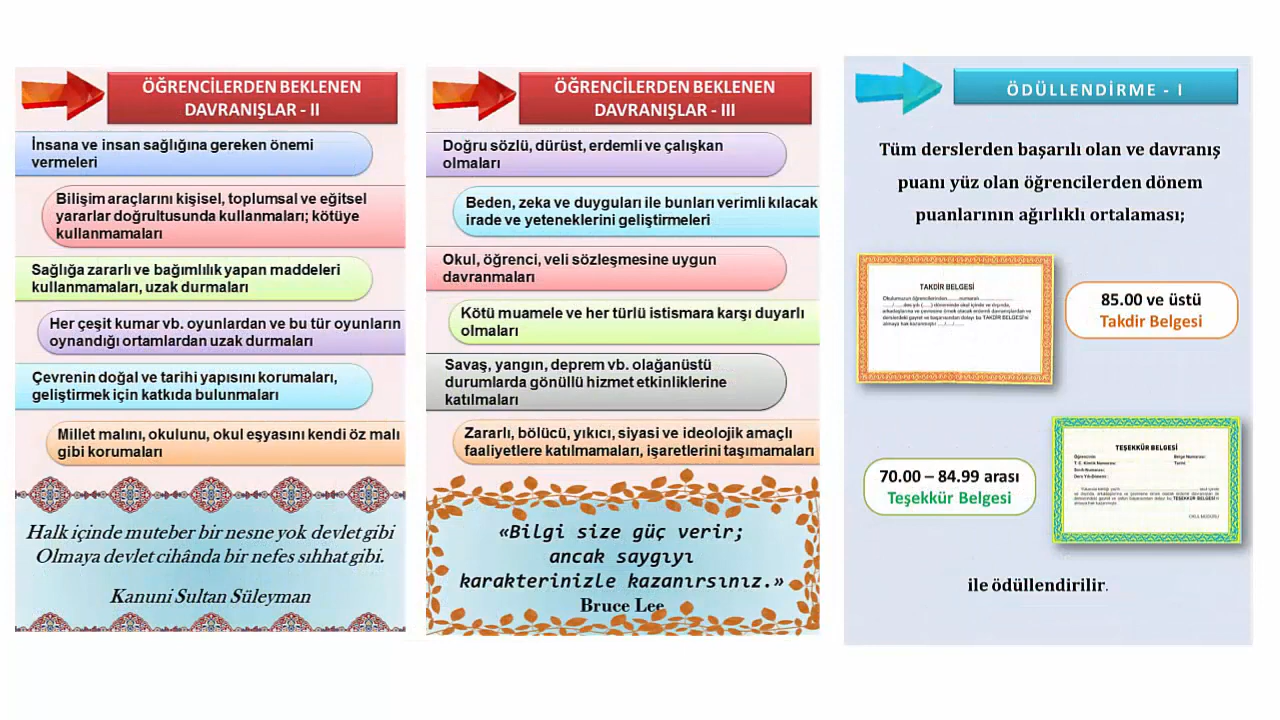 ÖĞRENCİLERDEN BEKLENEN
DAVRANIŞLAR - II
İnsana ve insan sağlığına gereken önemi
vermeleri
Bilişim araçlarını kişisel, toplumsal ve eğitsel
yararlar doğrultusunda kullanmaları; kötüye
kullanmamaları
Sağlığa zararlı ve bağımlılık yapan maddeleri
kullanmamaları, uzak durmaları
Her çeşit kumar vb. oyunlardan ve bu tür oyunların
oynandığı ortamlardan uzak durmaları
Çevrenin doğal ve tarihi yapısını korumaları,
geliştirmek için katkıda bulunmaları
Millet malını, okulunu, okul eşyasını kendi öz malı
gibi korumaları
Halk içinde muteber bir nesne yok devlet gibi
Olmaya devlet cihânda bir nefes sıhhat gibi.
Kanuni Sultan Süleyman
ÖĞRENCİLERDEN BEKLENEN
DAVRANIŞLAR - III
Doğru sözlü, dürüst, erdemli ve çalışkan
olmaları
Beden, zeka ve duyguları ile bunları verimli kılacak
irade ve yeteneklerini geliştirmeleri
Okul, öğrenci, veli sözleşmesine uygun
davranmaları
Kötü muamele ve her türlü istismara karşı duyarlı
olmaları
Savaş, yangın, deprem vb. olağanüstü
durumlarda gönüllü hizmet etkinliklerine
katılmaları
Zararlı, bölücü, yıkıcı, siyasi ve ideolojik amaçlı
faaliyetlere katılmamaları, işaretlerini taşımamaları
«Bilgi size güç verir;
ancak saygıyı
karakterinizle kazanırsınız.»
Bruce Lee
ÖDÜLLENDİRME - I
Tüm derslerden başarılı olan ve davranış
puanı yüz olan öğrencilerden dönem
puanlarının ağırlıklı ortalaması;
TAKDİR BELGESİ
85.00 ve üstü
Takdir Belgesi
70.00 – 84.99 arası
Teşekkür Belgesi
TEŞEKKÜR BELGESİ
ile ödüllendirilir.